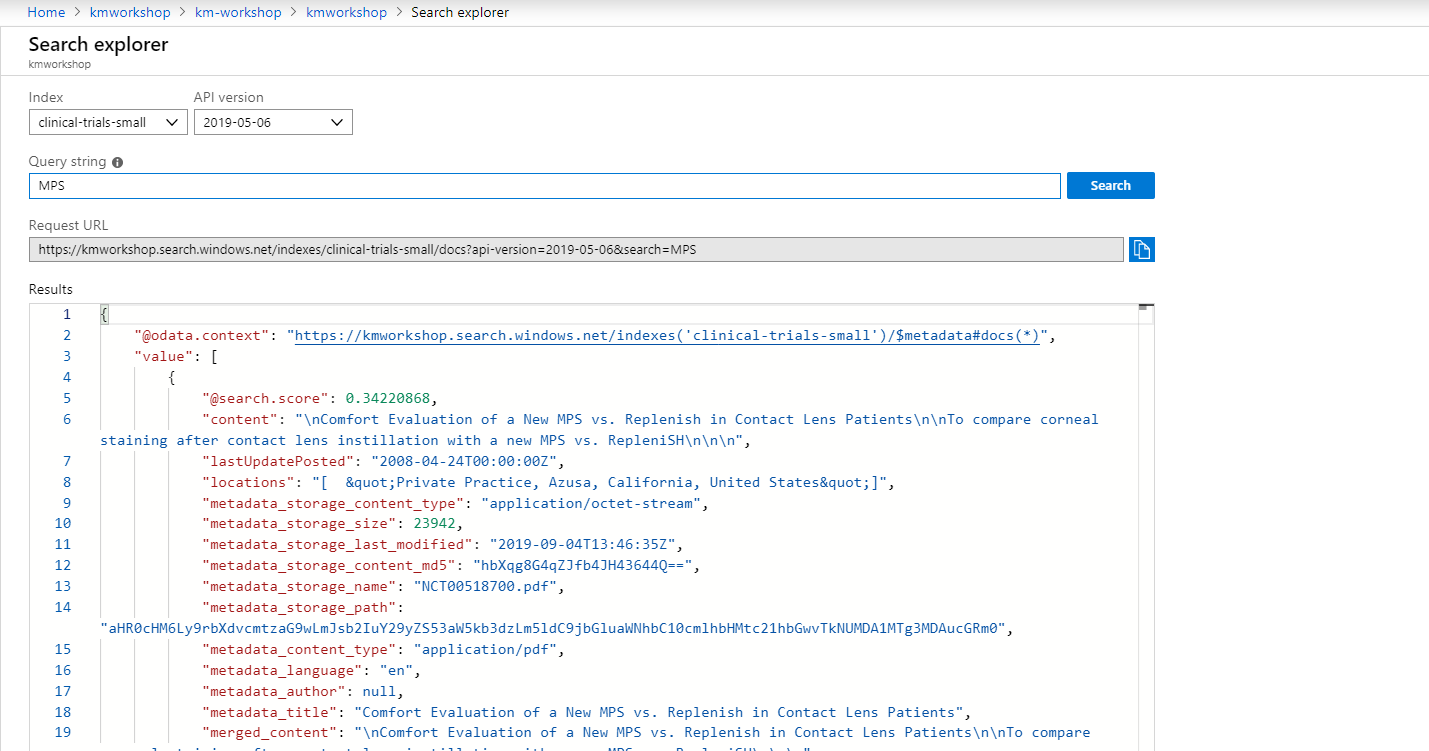 Home > kmworkshop > km-workshop > kmworkshop > Search explorer
Search explorer
kmworkshop
Index API version
clinical-trials-small 2019-05-06
Query string
MPS Search
Request URL
https://kmworkshop.search.windows.net/indexes/clinical-trials-small/docs?api-version=2019-05-06&search=MPS
Results
1 {
2 "@odata.context": "https://kmworkshop.search.windows.net/indexes('clinical-trials-small')/$metadata#docs(*)",
3 "value": [
4 {
5 "@search.score": 0.34220868,
6 "content": "\nComfort Evaluation of a New MPS vs. Replenish in Contact Lens Patients\n\nTo compare corneal
staining after contact lens instillation with a new MPS vs. RepleniSH\n\n\n",
7 "lastUpdatePosted": "2008-04-24T00:00:00Z",
8 "locations": "[  &quot;Private Practice, Azusa, California, United States&quot;]",
9 "metadata_storage_content_type": "application/octet-stream",
10 "metadata_storage_size": 23942,
11 "metadata_storage_last_modified": "2019-09-04T13:46:35Z",
12 "metadata_storage_content_md5": "hbXqg8G4qZJfb4JH43644Q==",
13 "metadata_storage_name": "NCT00518700.pdf",
14 "metadata_storage_path":
"aHR0cHM6Ly9rbXdvcmtzaG9wLmJsb2IuY29yZS53aW5kb3dzLm5ldC9jbGluaWNhbC10cmlhbHMtc21hbGwvTkNUMDA1MTg3MDAucGRm0",
15 "metadata_content_type": "application/pdf",
16 "metadata_language": "en",
17 "metadata_author": null,
18 "metadata_title": "Comfort Evaluation of a New MPS vs. Replenish in Contact Lens Patients",
19 "merged_content": "\nComfort Evaluation of a New MPS vs. Replenish in Contact Lens Patients\n\nTo compare